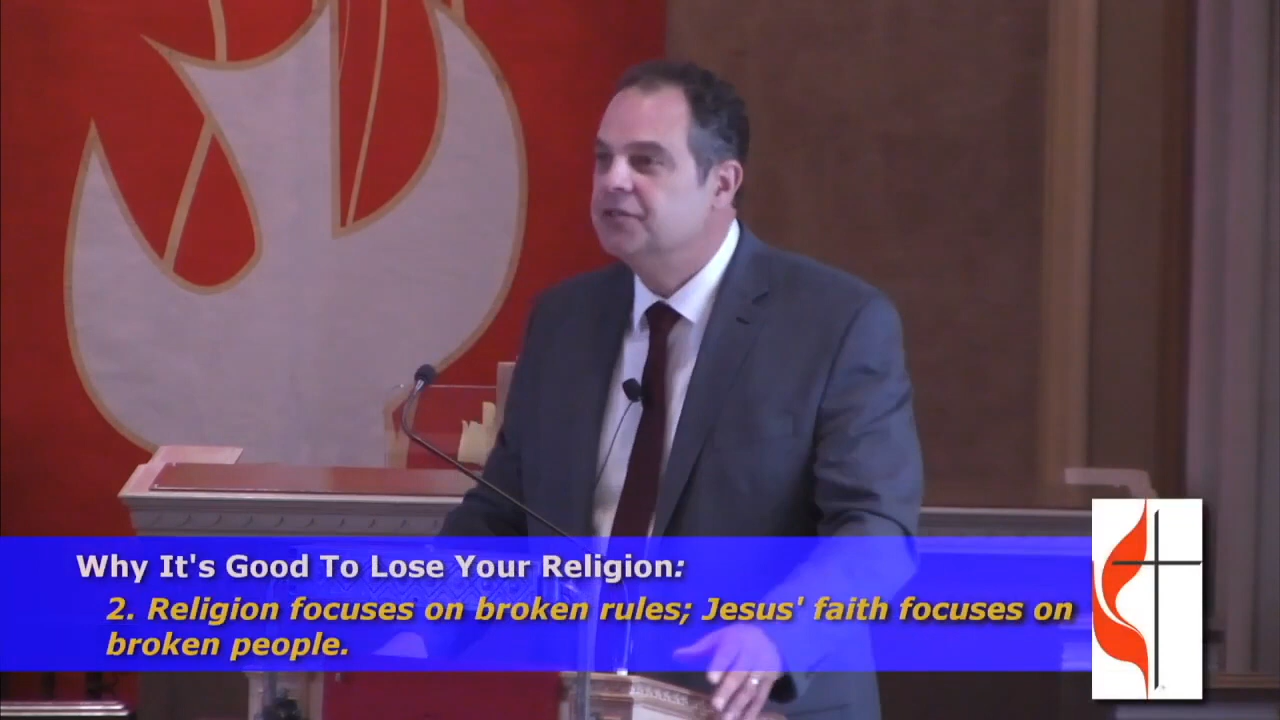 Why It's Good To Lose Your Religion:
2. Religion focuses on broken rules; Jesus' faith focuses on
broken people.